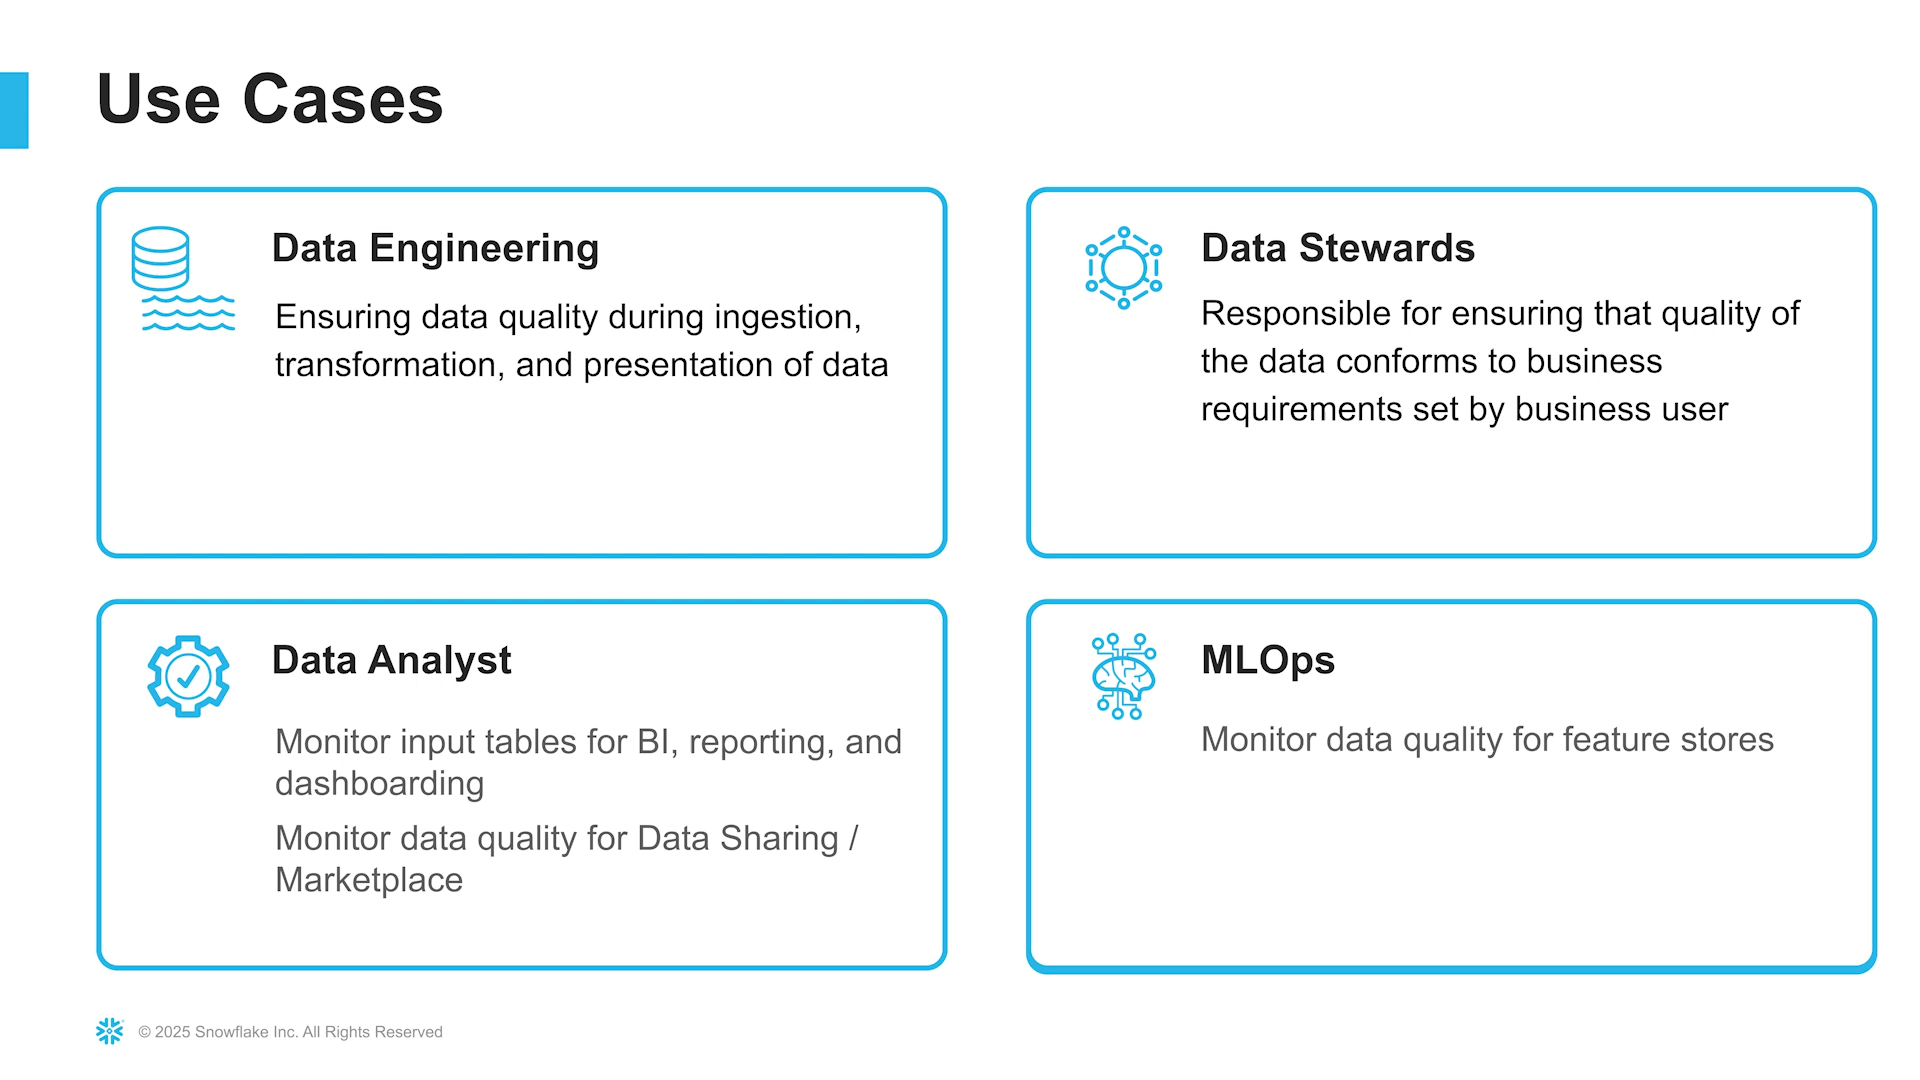 Use Cases
Data Engineering
Ensuring data quality during ingestion,
transformation, and presentation of data
Data Stewards
Responsible for ensuring that quality of
the data conforms to business
requirements set by business user
Data Analyst
Monitor input tables for BI, reporting, and
dashboarding
Monitor data quality for Data Sharing /
Marketplace
MLOps
Monitor data quality for feature stores
© 2025 Snowflake Inc. All Rights Reserved